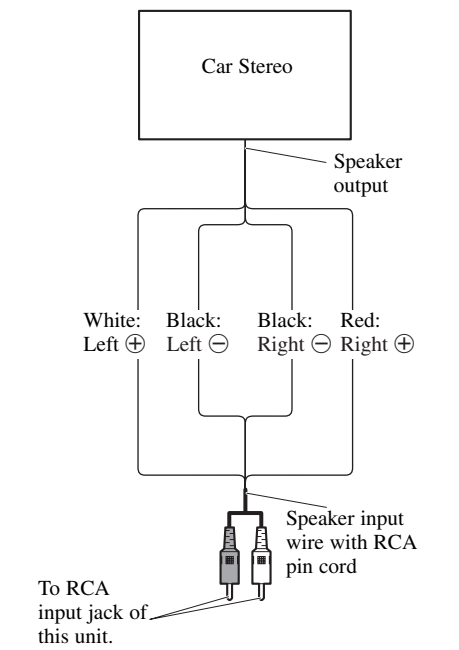 Car Stereo
Speaker
output
White:
Left ⊕
Black:
Left ⊖
Black:
Right ⊖
Red:
Right ⊕
Speaker input
wire with RCA
pin cord
To RCA
input jack of
this unit.